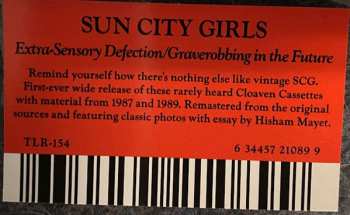 SUN CITY GIRLS
Extra-Sensory Defection/Graverobbing in the Future
Remind yourself how there's nothing else like vintage SCG.
First-ever wide release of these rarely heard Cloaven Cassettes
with material from 1987 and 1989. Remastered from the original
sources and featuring classic photos with essay by Hisham Mayet.
TLR-154 6 34457 21089 9